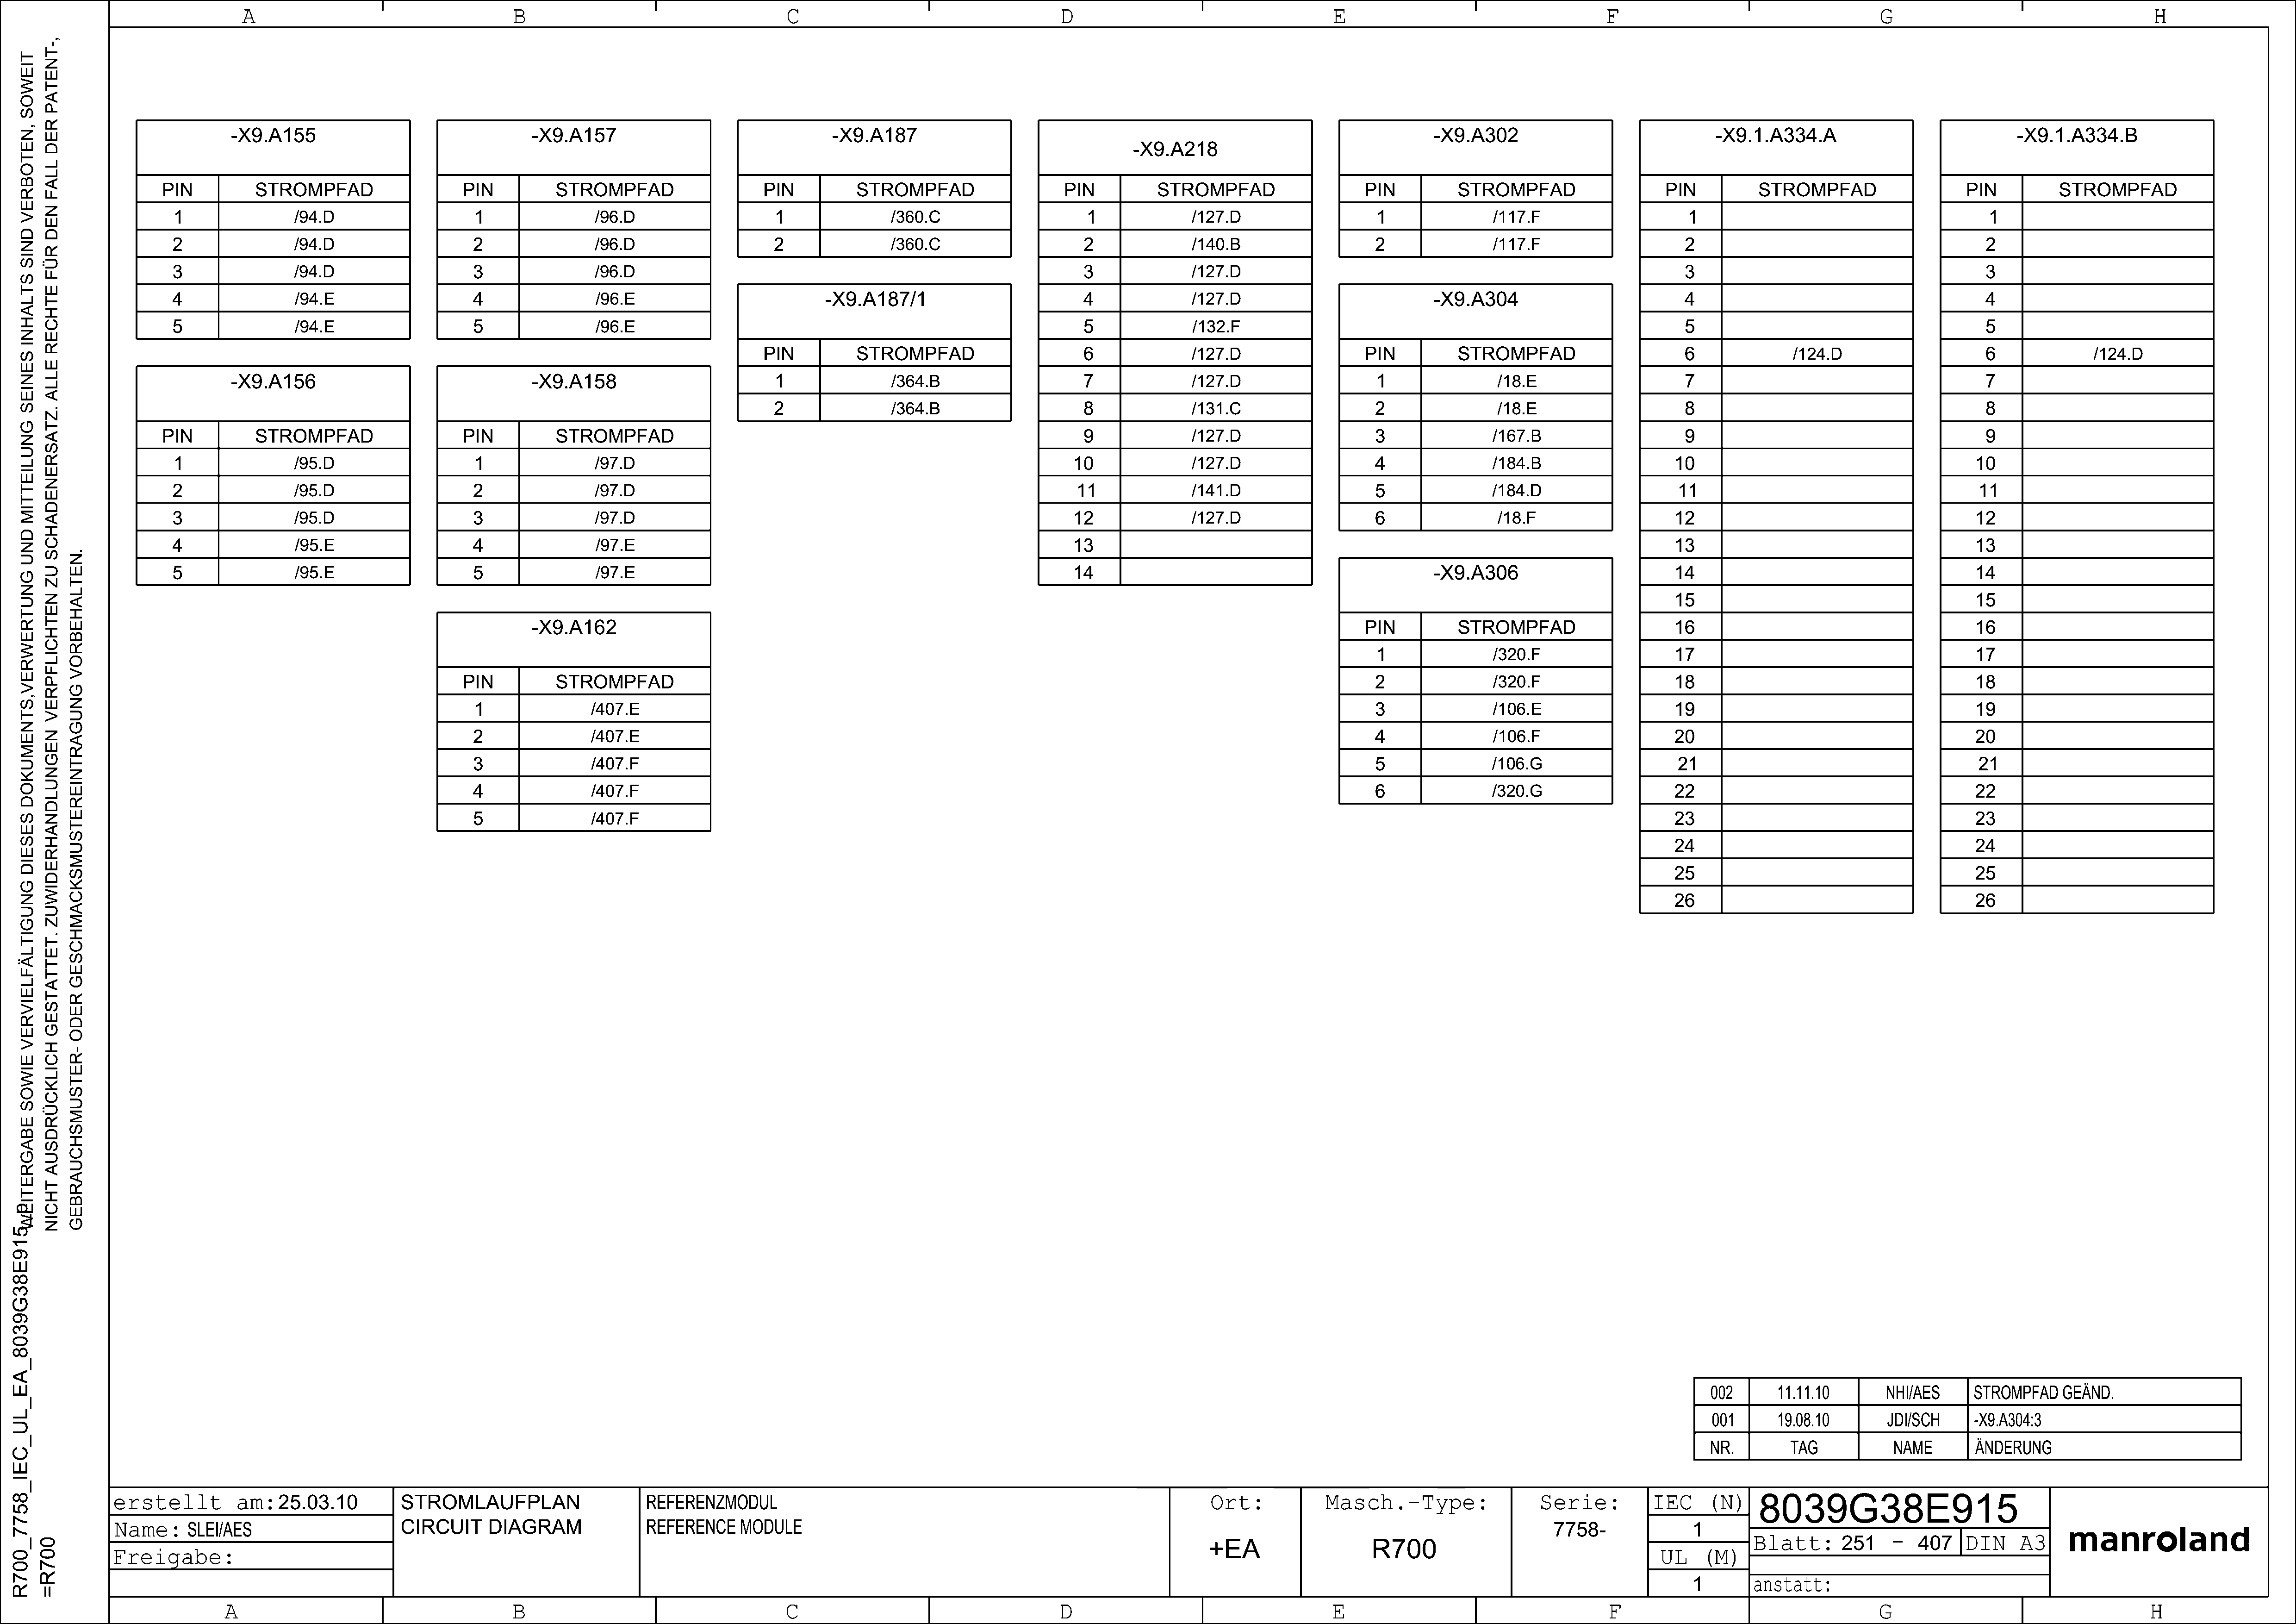 A B C D E F G H
WEITERGABE SOWIE VERVIELFÄLTIGUNG DIESES DOKUMENTS,VERWERTUNG UND MITTEILUNG SEINES INHALTS SIND VERBOTEN, SOWEIT
NICHT AUSDRÜCKLICH GESTATTET. ZUWIDERHANDLUNGEN VERPFLICHTEN ZU SCHADENERSATZ. ALLE RECHTE FÜR DEN FALL DER PATENT-,
GEBRAUCHSMUSTER- ODER GESCHMACKSMUSTEREINTRAGUNG VORBEHALTEN.
R700_7758_IEC_UL_EA_8039G38E915_D
=R700
-X9.A155
PIN STROMPFAD
1 /94.D
2 /94.D
3 /94.D
4 /94.E
5 /94.E
-X9.A156
PIN STROMPFAD
1 /95.D
2 /95.D
3 /95.D
4 /95.E
5 /95.E
-X9.A157
PIN STROMPFAD
1 /96.D
2 /96.D
3 /96.D
4 /96.E
5 /96.E
-X9.A158
PIN STROMPFAD
1 /97.D
2 /97.D
3 /97.D
4 /97.E
5 /97.E
-X9.A162
PIN STROMPFAD
1 /407.E
2 /407.E
3 /407.F
4 /407.F
5 /407.F
-X9.A187
PIN STROMPFAD
1 /360.C
2 /360.C
-X9.A187/1
PIN STROMPFAD
1 /364.B
2 /364.B
-X9.A218
PIN STROMPFAD
1 /127.D
2 /140.B
3 /127.D
4 /127.D
5 /132.F
6 /127.D
7 /127.D
8 /131.C
9 /127.D
10 /127.D
11 /141.D
12 /127.D
13
14
-X9.A302
PIN STROMPFAD
1 /117.F
2 /117.F
-X9.A304
PIN STROMPFAD
1 /18.E
2 /18.E
3 /167.B
4 /184.B
5 /184.D
6 /18.F
-X9.A306
PIN STROMPFAD
1 /320.F
2 /320.F
3 /106.E
4 /106.F
5 /106.G
6 /320.G
-X9.1.A334.A
PIN STROMPFAD
1
2
3
4
5
6 /124.D
7
8
9
10
11
12
13
14
15
16
17
18
19
20
21
22
23
24
25
26
-X9.1.A334.B
PIN STROMPFAD
1
2
3
4
5
6 /124.D
7
8
9
10
11
12
13
14
15
16
17
18
19
20
21
22
23
24
25
26
002 11.11.10 NHI/AES STROMPFAD GEÄND.
001 19.08.10 JDI/SCH -X9.A304:3
NR. TAG NAME ÄNDERUNG
erstellt am: 25.03.10
Name: SLEI/AES
Freigabe:
STROMLAUFPLAN
CIRCUIT DIAGRAM
REFERENZMODUL
REFERENCE MODULE
Ort:
+EA
Masch.-Type:
R700
Serie:
7758-
IEC (N)
1
UL (M)
1
8039G38E915
Blatt: 251 - 407 DIN A3
anstatt:
manroland
A B C D E F G H